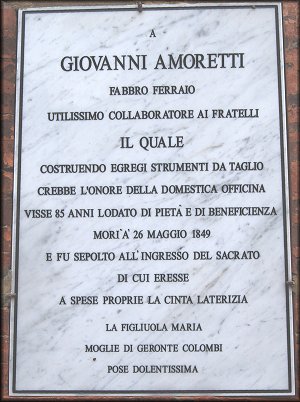 A
GIOVANNI AMORETTI
FABBRO FERRAIO
UTILISSIMO COLLABORATORE AI FRATELLI
IL QUALE
COSTRUENDO EGREGI STRUMENTI DA TAGLIO
CREBBE L'ONORE DELLA DOMESTICA OFFICINA
VISSE 85 ANNI LODATO DI PIETÀ E DI BENEFICIENZA
MORI'A' 26 MAGGIO 1849
E FU SEPOLTO ALL'INGRESSO DEL SACRATO
DI CUI ERESSE
A SPESE PROPRIE LA CINTA LATERIZIA
LA FIGLIUOLA MARIA
MOGLIE DI GERONTE COLOMBI
POSE DOLENTISSIMA